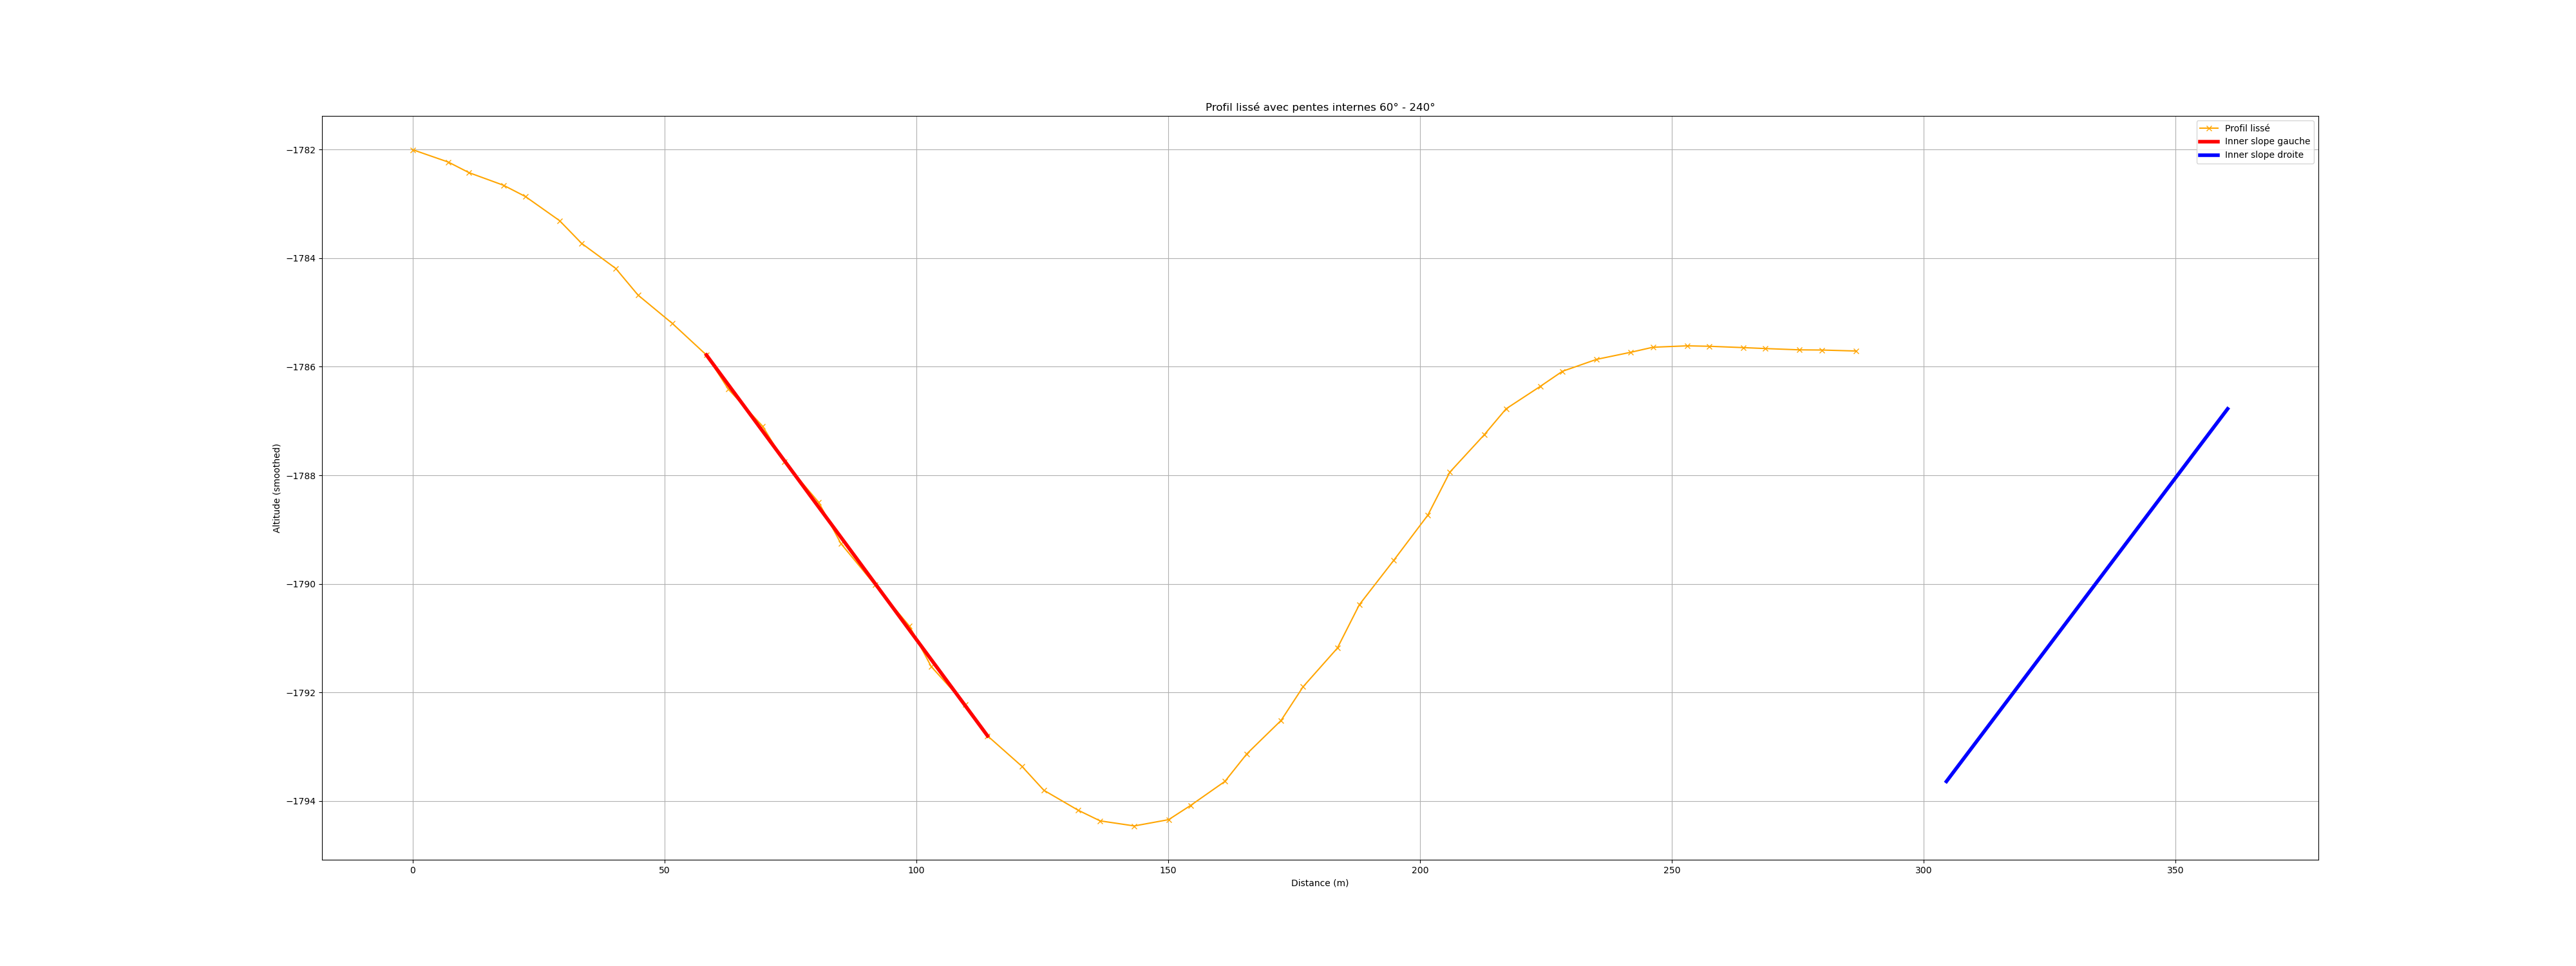 Profil lissé avec pentes internes 60° - 240°
Profil lissé
Inner slope gauche
Inner slope droite
−1782
−1784
−1786
−1788
−1790
−1792
−1794
Altitude (smoothed)
0 50 100 150 200 250 300 350
Distance (m)